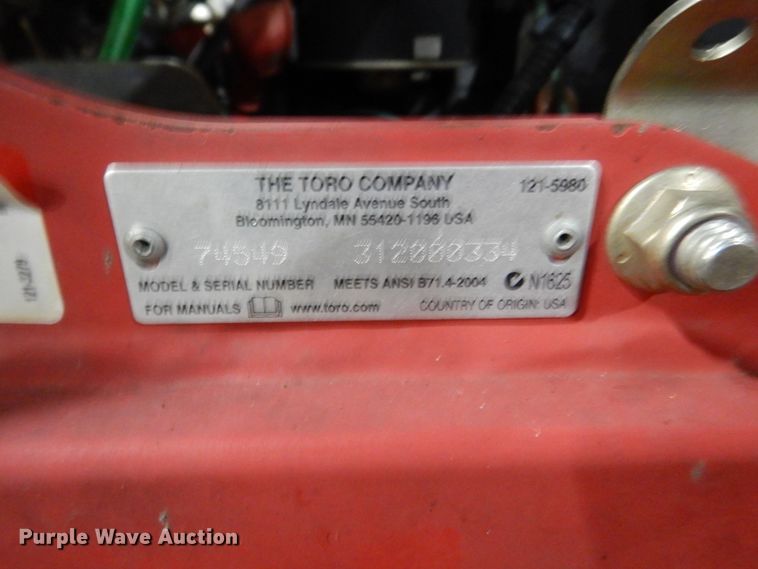 THE TORO COMPANY 121-5980
8111 Lyndale Avenue South
Bloomington, MN 55420-1196 USA
74549 312000334
MODEL & SERIAL NUMBER MEETS ANSI B71.4-2004 N1625
FOR MANUALS www.toro.com COUNTRY OF ORIGIN: USA
Purple Wave Auction